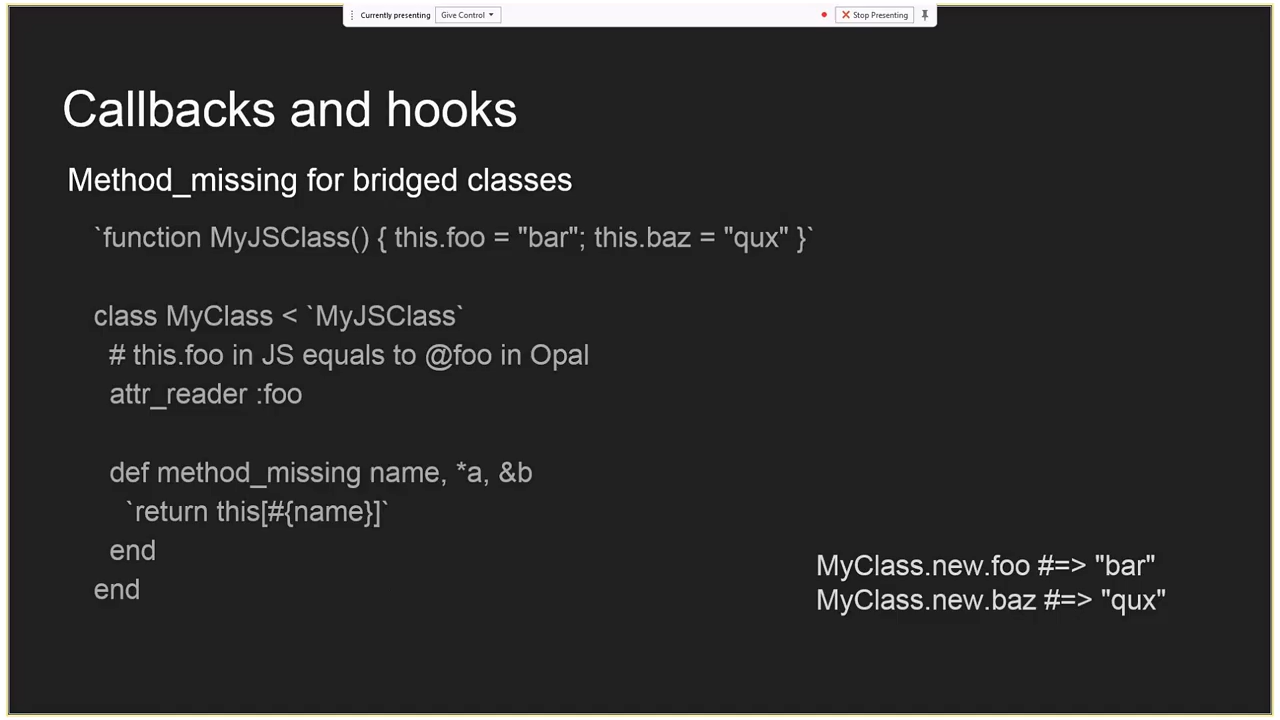 Currently presenting Give Control Stop Presenting
Callbacks and hooks
Method_missing for bridged classes
`function MyJSClass() { this.foo = "bar"; this.baz = "qux" }`
class MyClass < `MyJSClass`
# this.foo in JS equals to @foo in Opal
attr_reader :foo
def method_missing name, *a, &b
`return this[#{name}]`
end
end
MyClass.new.foo #=> "bar"
MyClass.new.baz #=> "qux"